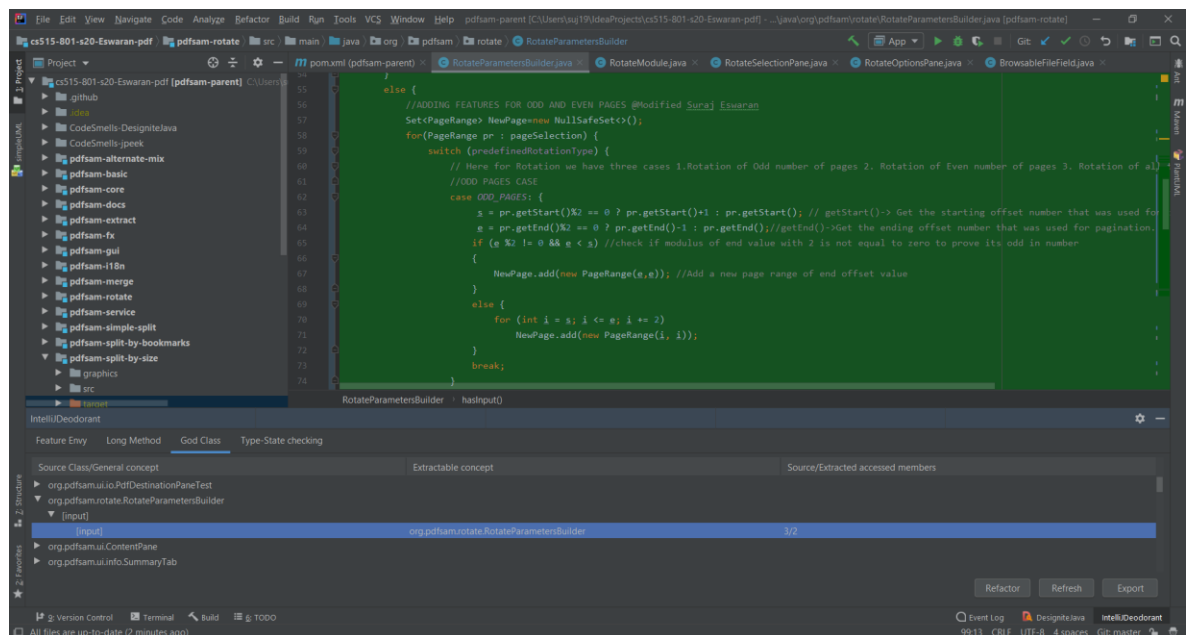 File Edit View Navigate Code Analyze Refactor Build Run Tools VCS Window Help pdfsam-parent [C:\Users\suj19\IdeaProjects\cs515-801-s20-Eswaran-pdf] - ...\java\org\pdfsam\rotate\RotateParametersBuilder.java [pdfsam-rotate]
cs515-801-s20-Eswaran-pdf pdfsam-rotate src main java org pdfsam rotate RotateParametersBuilder App Git:
Project pom.xml (pdfsam-parent) RotateParametersBuilder.java RotateModule.java RotateSelectionPane.java RotateOptionsPane.java BrowsableFileField.java
1: Project
simpleUML
Ant
Maven
PlantUML
cs515-801-s20-Eswaran-pdf [pdfsam-parent] C:\Users\s
.github
.idea
CodeSmells-DesigniteJava
CodeSmells-jpeek
pdfsam-alternate-mix
pdfsam-basic
pdfsam-core
pdfsam-docs
pdfsam-extract
pdfsam-fx
pdfsam-gui
pdfsam-i18n
pdfsam-merge
pdfsam-rotate
pdfsam-service
pdfsam-simple-split
pdfsam-split-by-bookmarks
pdfsam-split-by-size
graphics
src
target
54 }
55 else {
56 //ADDING FEATURES FOR ODD AND EVEN PAGES @Modified Suraj Eswaran
57 Set<PageRange> NewPage=new NullSafeSet<>();
58 for(PageRange pr : pageSelection) {
59 switch (predefinedRotationType) {
60 // Here for Rotation we have three cases 1.Rotation of Odd number of pages 2. Rotation of Even number of pages 3. Rotation of al
61 //ODD PAGES CASE
62 case ODD_PAGES: {
63 s = pr.getStart()%2 == 0 ? pr.getStart()+1 : pr.getStart(); // getStart()-> Get the starting offset number that was used for
64 e = pr.getEnd()%2 == 0 ? pr.getEnd()-1 : pr.getEnd();//getEnd()->Get the ending offset number that was used for pagination.
65 if (e %2 != 0 && e < s) //check if modulus of end value with 2 is not equal to zero to prove its odd in number
66 {
67 NewPage.add(new PageRange(e,e)); //Add a new page range of end offset value
68 }
69 else {
70 for (int i = s; i <= e; i += 2)
71 NewPage.add(new PageRange(i, i));
72 }
73 break;
74 }
RotateParametersBuilder › hasInput()
IntelliJDeodorant
Feature Envy Long Method God Class Type-State checking
Source Class/General concept Extractable concept Source/Extracted accessed members
org.pdfsam.ui.io.PdfDestinationPaneTest
org.pdfsam.rotate.RotateParametersBuilder
[input]
[input] org.pdfsam.rotate.RotateParametersBuilder 3/2
org.pdfsam.ui.ContentPane
org.pdfsam.ui.info.SummaryTab
Z: Structure
2: Favorites
Refactor Refresh Export
9: Version Control Terminal Build 6: TODO Event Log DesigniteJava IntelliJDeodorant
All files are up-to-date (2 minutes ago) 99:13 CRLF UTF-8 4 spaces Git: master